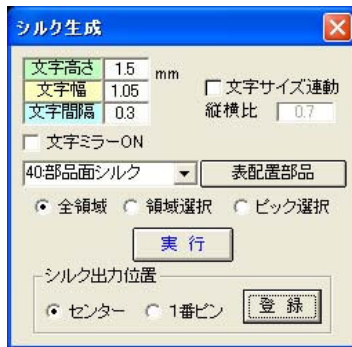 シルク生成
文字高さ 1.5 mm
文字幅 1.05
文字間隔 0.3
文字サイズ連動
縦横比 0.7
文字ミラーON
40:部品面シルク 表配置部品
全領域 領域選択 ピック選択
実行
シルク出力位置
センター 1番ピン 登録